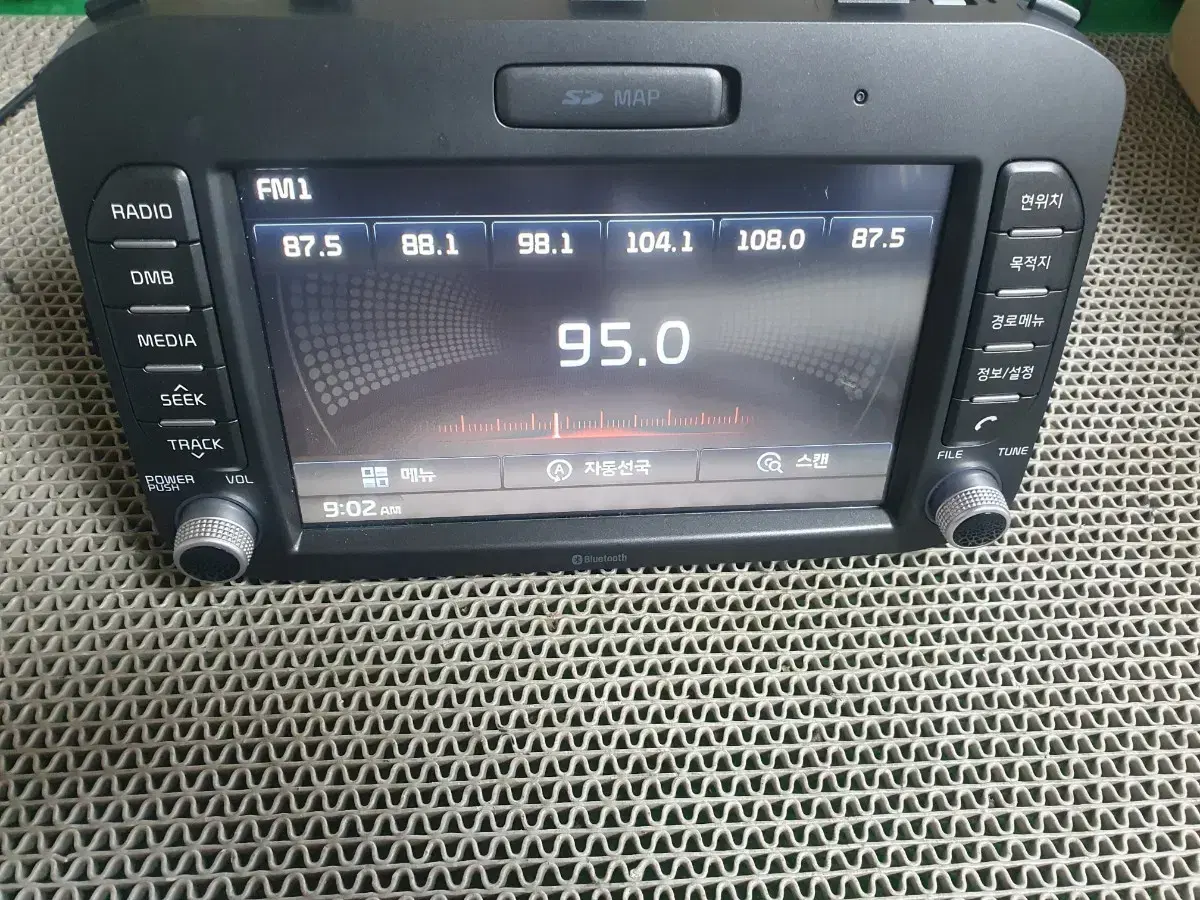 SD MAP
RADIO
DMB
MEDIA
SEEK
TRACK
POWER
PUSH
VOL
FM1
87.5 88.1 98.1 104.1 108.0 87.5
95.0
메뉴 자동선국 스캔
9:02 AM
Bluetooth
현위치
목적지
경로메뉴
정보/설정
FILE
TUNE